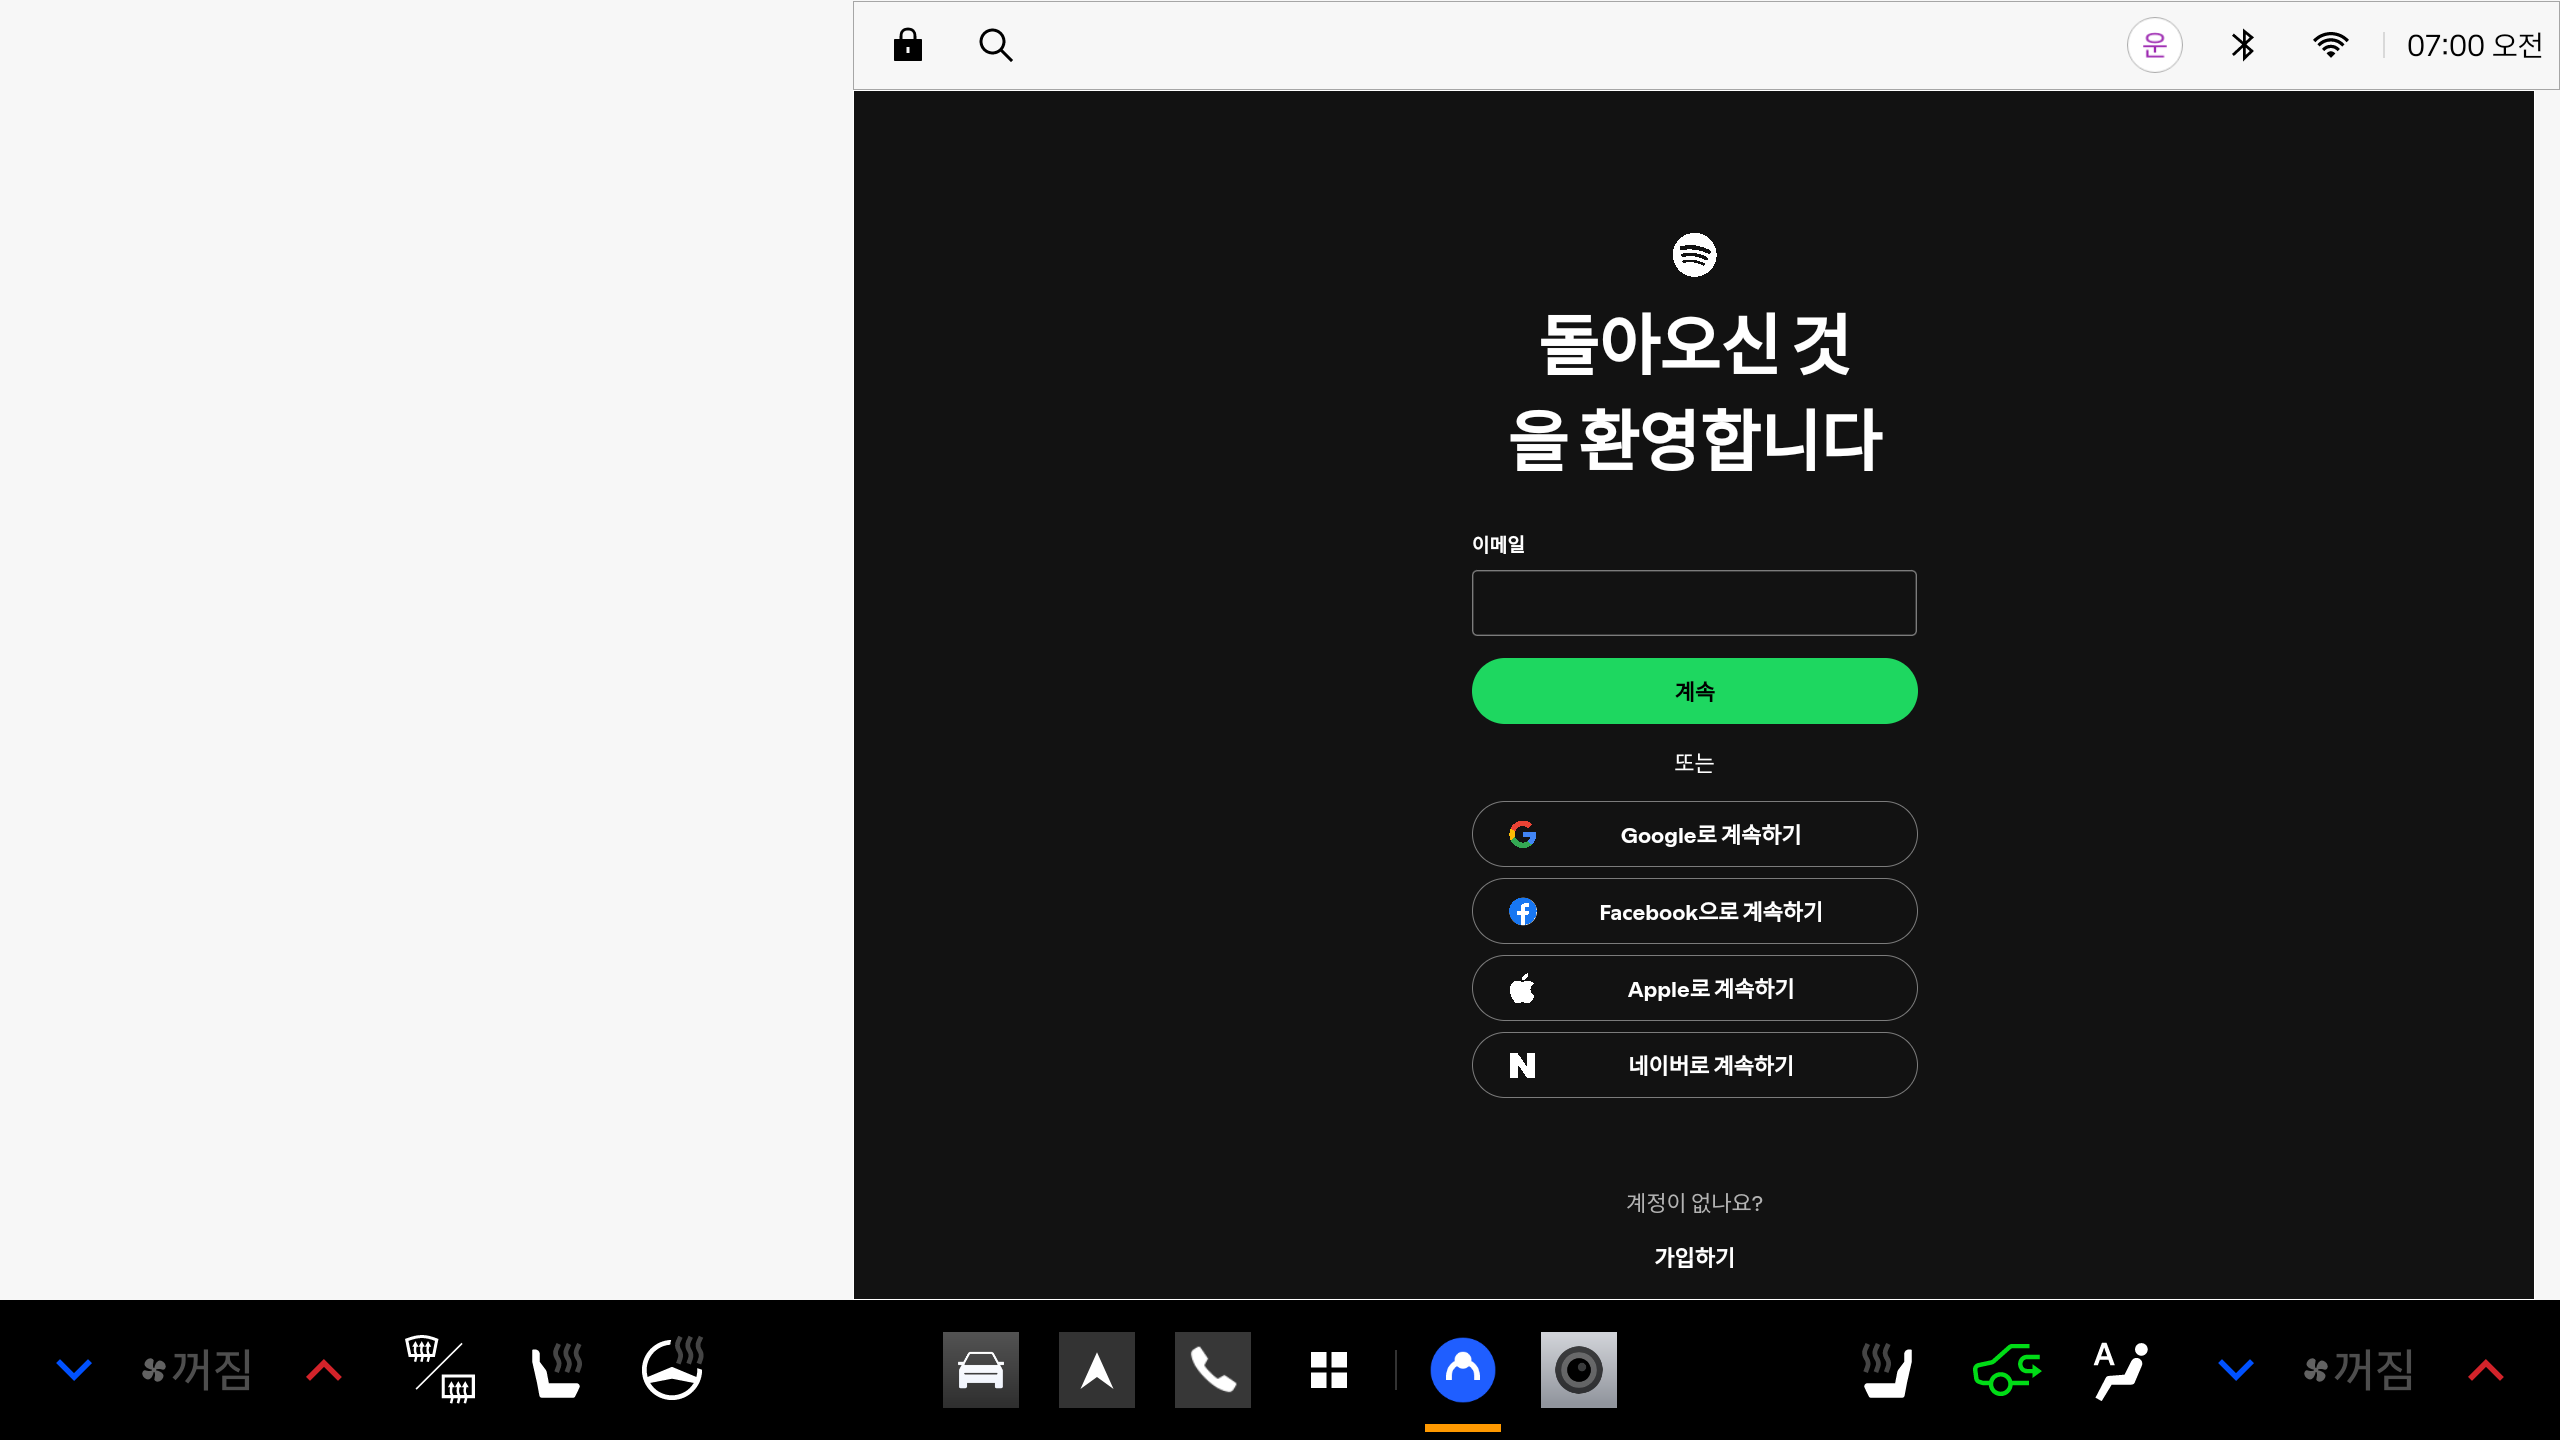 운
07:00 오전
돌아오신 것
을 환영합니다
이메일
계속
또는
Google로 계속하기
Facebook으로 계속하기
Apple로 계속하기
네이버로 계속하기
계정이 없나요?
가입하기
꺼짐
A
꺼짐